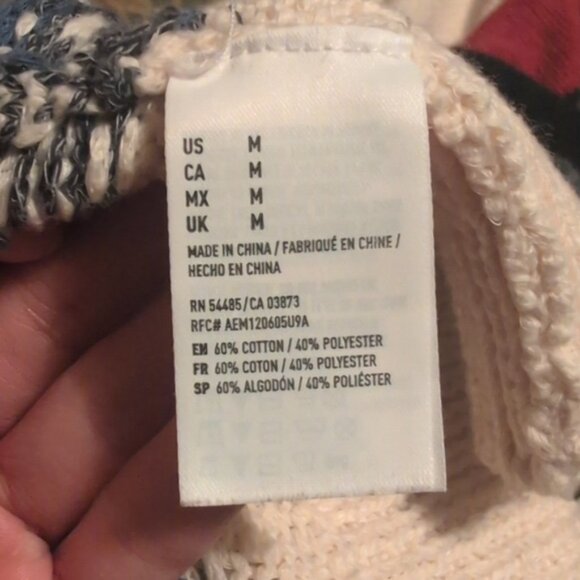 US M
CA M
MX M
UK M
MADE IN CHINA / FABRIQUÉ EN CHINE /
HECHO EN CHINA
RN 54485/CA 03873
RFC# AEM120605U9A
EN 60% COTTON / 40% POLYESTER
FR 60% COTON / 40% POLYESTER
SP 60% ALGODÓN / 40% POLIÉSTER